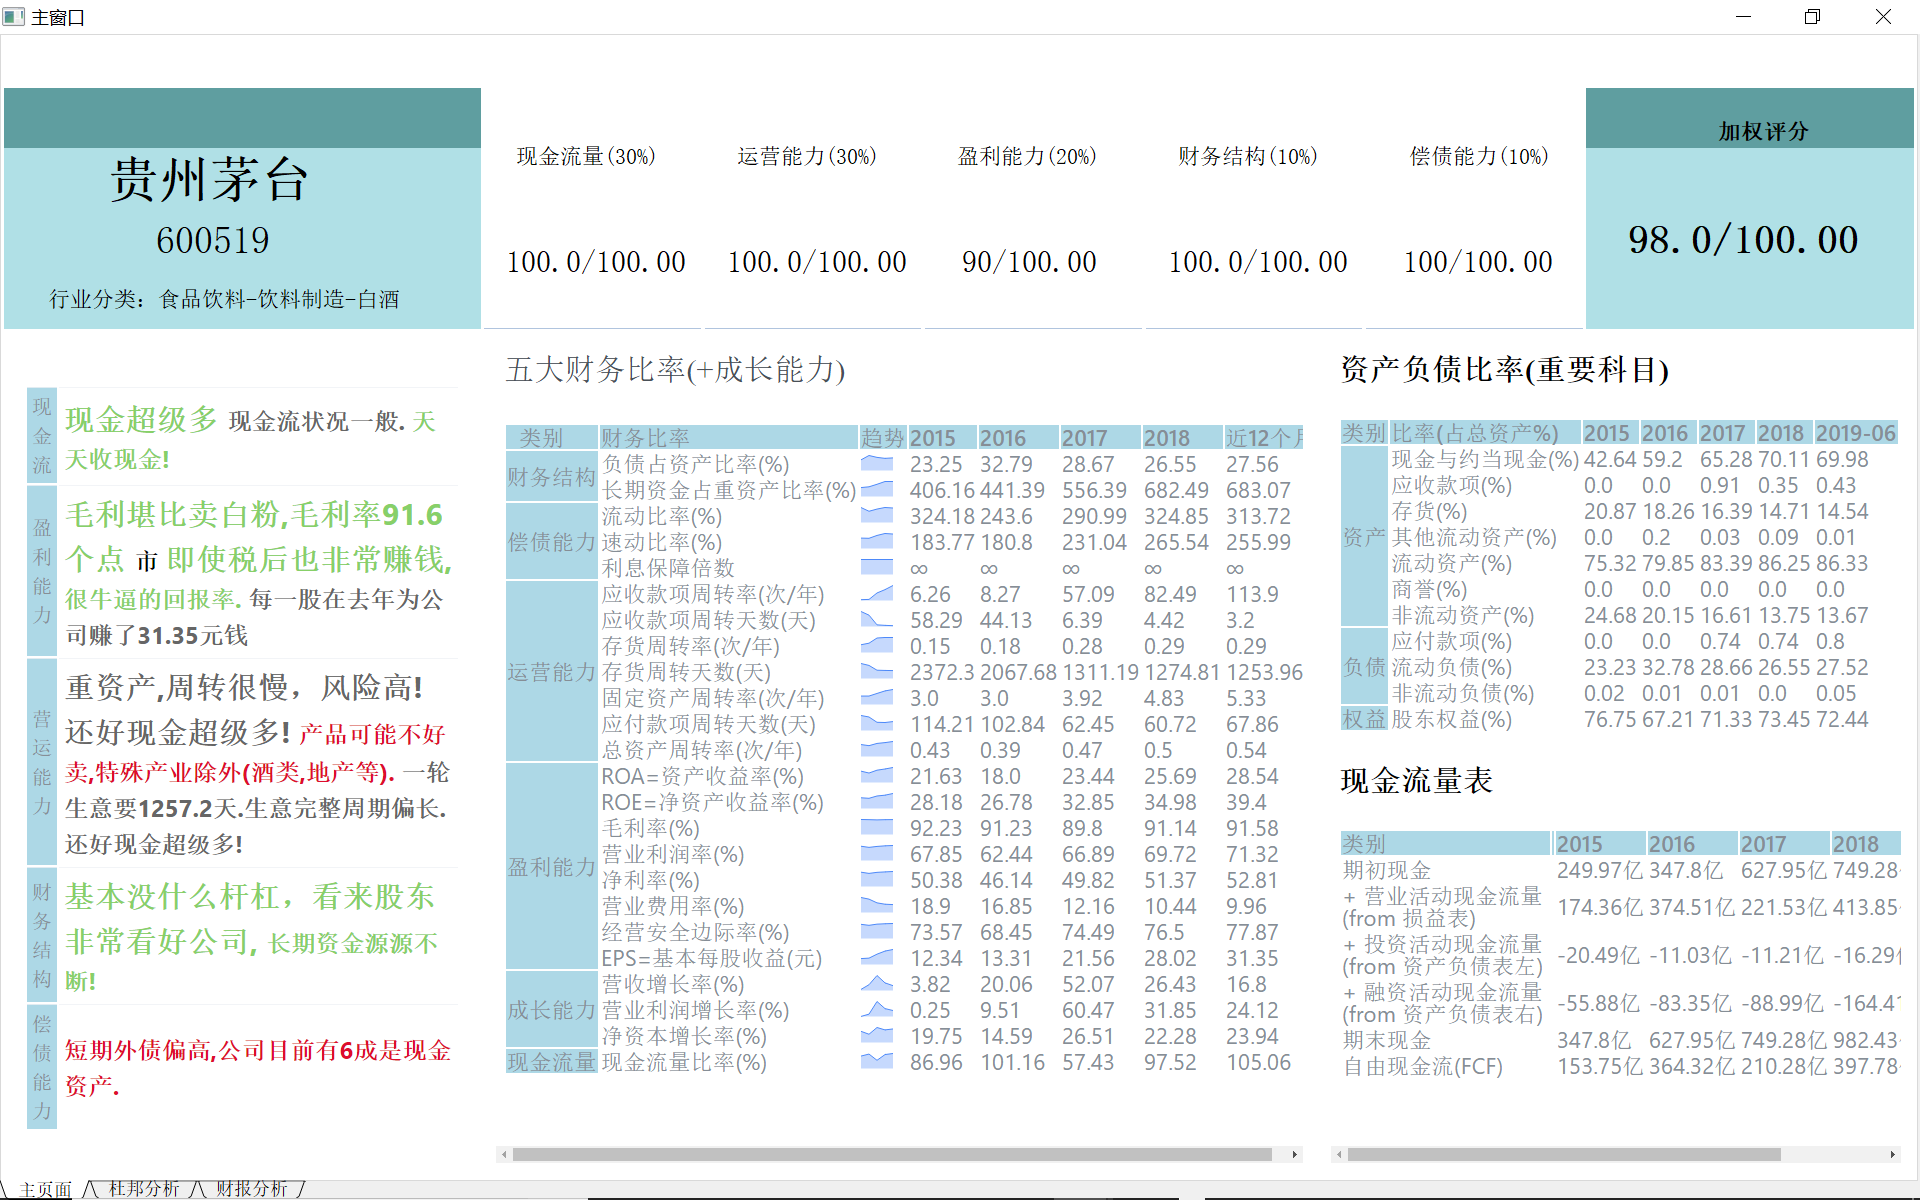 主窗口
贵州茅台
600519
行业分类：食品饮料-饮料制造-白酒
现金流量(30%)
100.0/100.00
运营能力(30%)
100.0/100.00
盈利能力(20%)
90/100.00
财务结构(10%)
100.0/100.00
偿债能力(10%)
100/100.00
加权评分
98.0/100.00
现金流
现金超级多 现金流状况一般. 天
天收现金!
盈利能力
毛利堪比卖白粉,毛利率91.6
个点 市 即使税后也非常赚钱,
很牛逼的回报率. 每一股在去年为公
司赚了31.35元钱
营运能力
重资产,周转很慢，风险高!
还好现金超级多! 产品可能不好
卖,特殊产业除外(酒类,地产等). 一轮
生意要1257.2天.生意完整周期偏长.
还好现金超级多!
财务结构
基本没什么杆杠，看来股东
非常看好公司, 长期资金源源不
断!
偿债能力
短期外债偏高,公司目前有6成是现金
资产.
五大财务比率(+成长能力)
类别 财务比率 趋势 2015 2016 2017 2018 近12个月
财务结构
负债占资产比率(%) 23.25 32.79 28.67 26.55 27.56
长期资金占重资产比率(%) 406.16 441.39 556.39 682.49 683.07
偿债能力
流动比率(%) 324.18 243.6 290.99 324.85 313.72
速动比率(%) 183.77 180.8 231.04 265.54 255.99
利息保障倍数 ∞ ∞ ∞ ∞ ∞
运营能力
应收款项周转率(次/年) 6.26 8.27 57.09 82.49 113.9
应收款项周转天数(天) 58.29 44.13 6.39 4.42 3.2
存货周转率(次/年) 0.15 0.18 0.28 0.29 0.29
存货周转天数(天) 2372.3 2067.68 1311.19 1274.81 1253.96
固定资产周转率(次/年) 3.0 3.0 3.92 4.83 5.33
应付款项周转天数(天) 114.21 102.84 62.45 60.72 67.86
总资产周转率(次/年) 0.43 0.39 0.47 0.5 0.54
盈利能力
ROA=资产收益率(%) 21.63 18.0 23.44 25.69 28.54
ROE=净资产收益率(%) 28.18 26.78 32.85 34.98 39.4
毛利率(%) 92.23 91.23 89.8 91.14 91.58
营业利润率(%) 67.85 62.44 66.89 69.72 71.32
净利率(%) 50.38 46.14 49.82 51.37 52.81
营业费用率(%) 18.9 16.85 12.16 10.44 9.96
经营安全边际率(%) 73.57 68.45 74.49 76.5 77.87
EPS=基本每股收益(元) 12.34 13.31 21.56 28.02 31.35
成长能力
营收增长率(%) 3.82 20.06 52.07 26.43 16.8
营业利润增长率(%) 0.25 9.51 60.47 31.85 24.12
净资本增长率(%) 19.75 14.59 26.51 22.28 23.94
现金流量 现金流量比率(%) 86.96 101.16 57.43 97.52 105.06
资产负债比率(重要科目)
类别 比率(占总资产%) 2015 2016 2017 2018 2019-06
资产
现金与约当现金(%) 42.64 59.2 65.28 70.11 69.98
应收款项(%) 0.0 0.0 0.91 0.35 0.43
存货(%) 20.87 18.26 16.39 14.71 14.54
其他流动资产(%) 0.0 0.2 0.03 0.09 0.01
流动资产(%) 75.32 79.85 83.39 86.25 86.33
商誉(%) 0.0 0.0 0.0 0.0 0.0
非流动资产(%) 24.68 20.15 16.61 13.75 13.67
负债
应付款项(%) 0.0 0.0 0.74 0.74 0.8
流动负债(%) 23.23 32.78 28.66 26.55 27.52
非流动负债(%) 0.02 0.01 0.01 0.0 0.05
权益 股东权益(%) 76.75 67.21 71.33 73.45 72.44
现金流量表
类别 2015 2016 2017 2018
期初现金 249.97亿 347.8亿 627.95亿 749.28
+ 营业活动现金流量
(from 损益表) 174.36亿 374.51亿 221.53亿 413.85
+ 投资活动现金流量
(from 资产负债表左) -20.49亿 -11.03亿 -11.21亿 -16.29
+ 融资活动现金流量
(from 资产负债表右) -55.88亿 -83.35亿 -88.99亿 -164.41
期末现金 347.8亿 627.95亿 749.28亿 982.43
自由现金流(FCF) 153.75亿 364.32亿 210.28亿 397.78
主页面 杜邦分析 财报分析